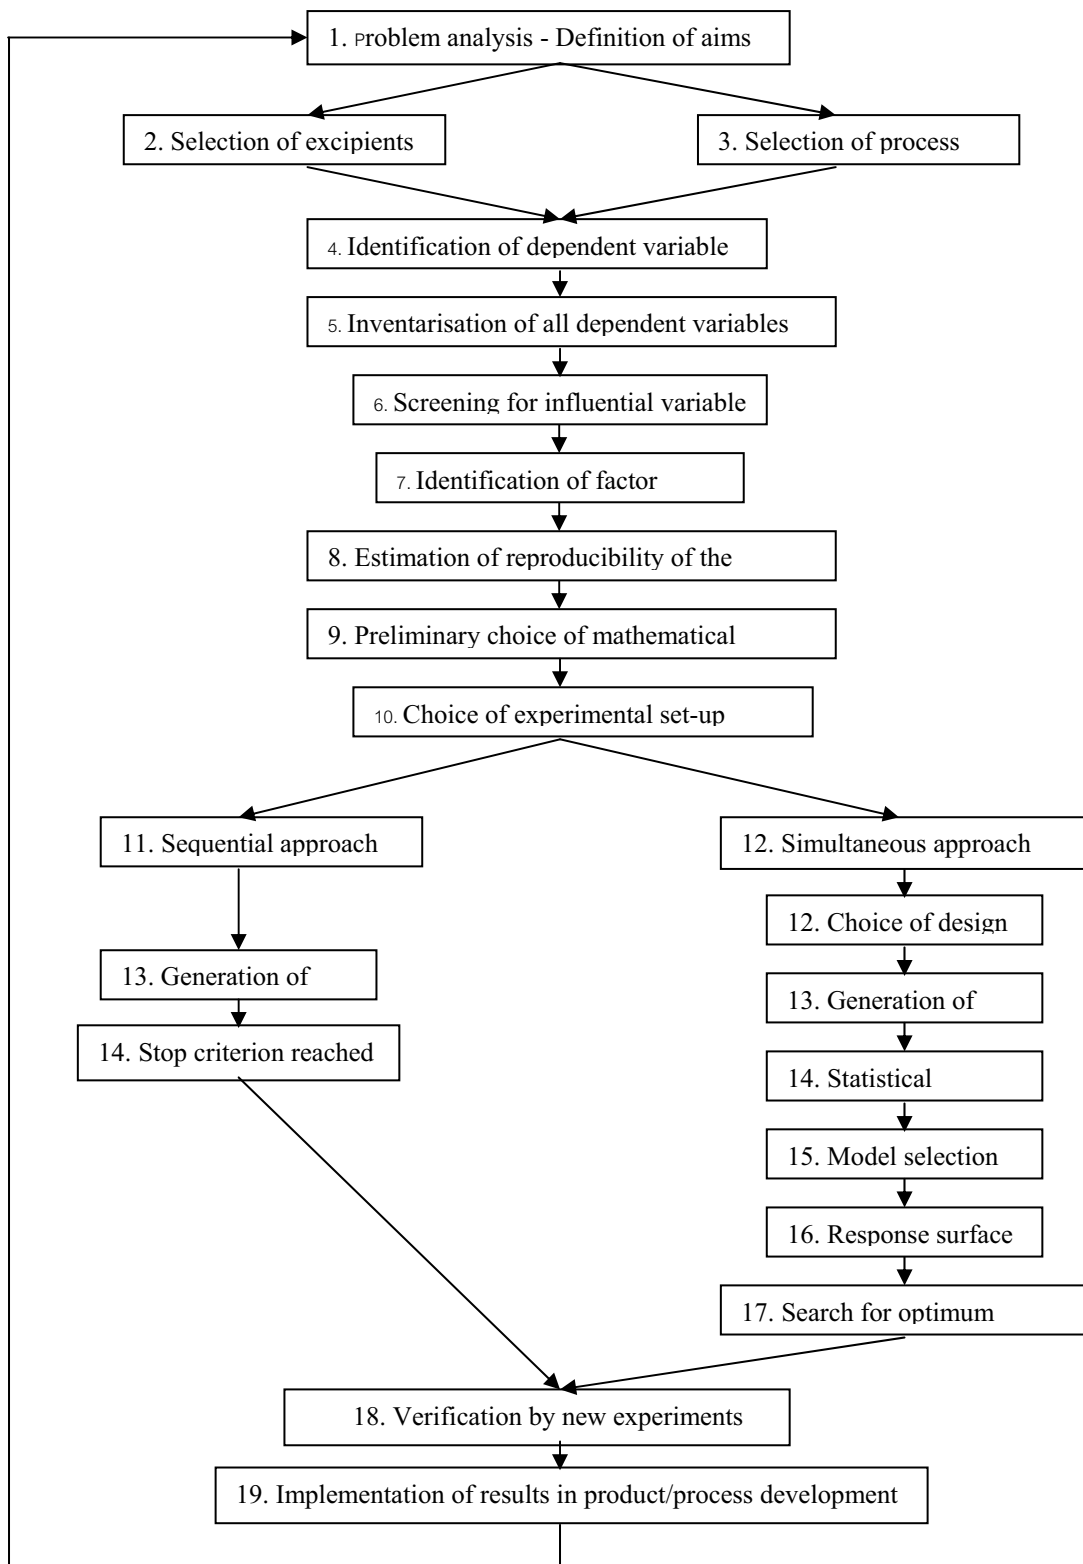 1. Problem analysis - Definition of aims
2. Selection of excipients
3. Selection of process
4. Identification of dependent variable
5. Inventarisation of all dependent variables
6. Screening for influential variable
7. Identification of factor
8. Estimation of reproducibility of the
9. Preliminary choice of mathematical
10. Choice of experimental set-up
11. Sequential approach
12. Simultaneous approach
12. Choice of design
13. Generation of
13. Generation of
14. Stop criterion reached
14. Statistical
15. Model selection
16. Response surface
17. Search for optimum
18. Verification by new experiments
19. Implementation of results in product/process development